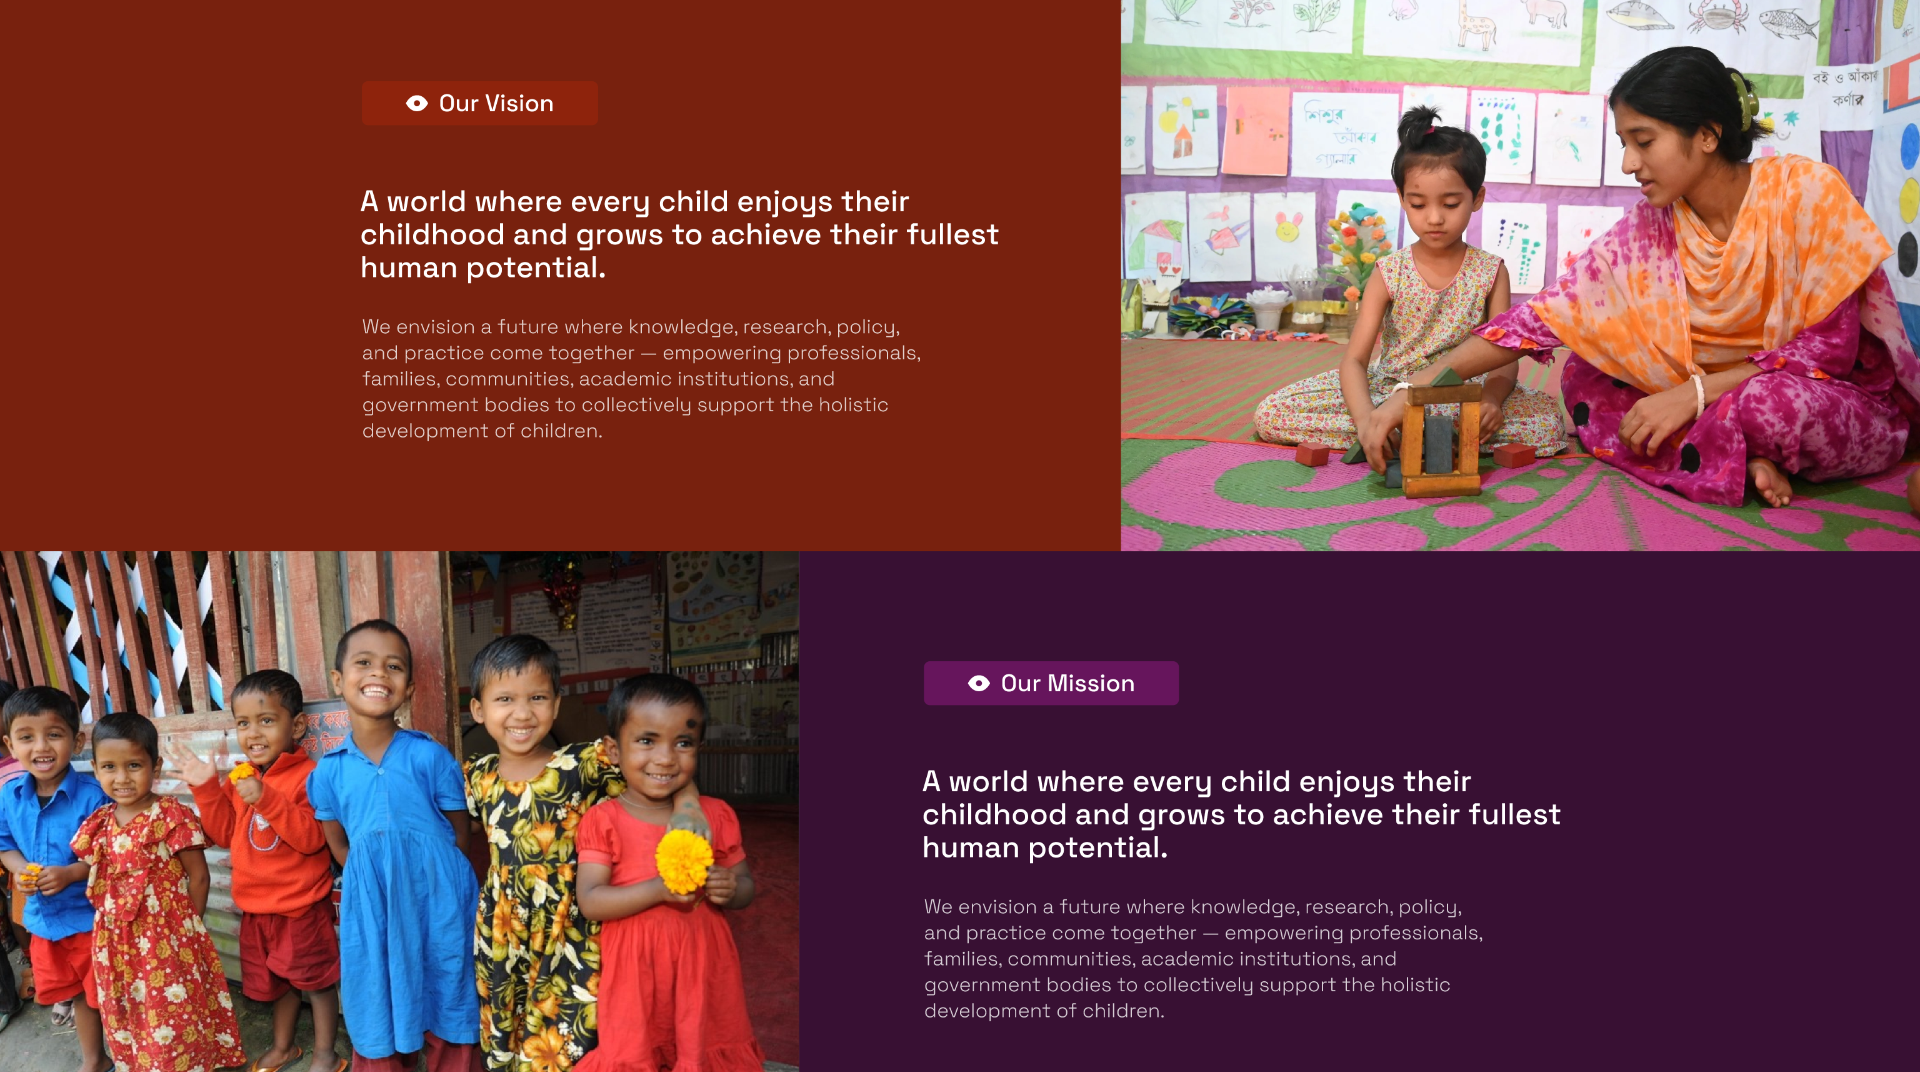 Our Vision
A world where every child enjoys their
childhood and grows to achieve their fullest
human potential.
We envision a future where knowledge, research, policy,
and practice come together — empowering professionals,
families, communities, academic institutions, and
government bodies to collectively support the holistic
development of children.
বই ও আঁকার
কর্ণার
শিশুর
আঁকার
গ্যালারি
Our Mission
A world where every child enjoys their
childhood and grows to achieve their fullest
human potential.
We envision a future where knowledge, research, policy,
and practice come together — empowering professionals,
families, communities, academic institutions, and
government bodies to collectively support the holistic
development of children.